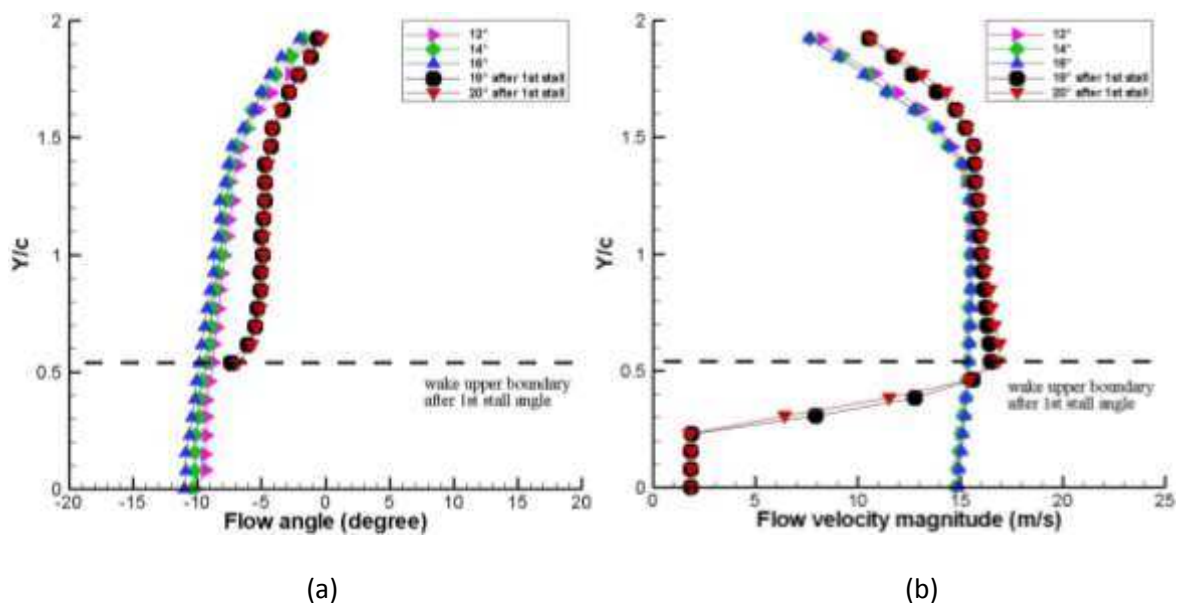 2
1.5
1
0.5
0
Y/c
12°
14°
16°
19° after 1st stall
20° after 1st stall
wake upper boundary
after 1st stall angle
-20 -15 -10 -5 0 5 10 15 20
Flow angle (degree)
(a)
2
1.5
1
0.5
0
Y/c
12°
14°
16°
19° after 1st stall
20° after 1st stall
wake upper boundary
after 1st stall angle
0 5 10 15 20 25
Flow velocity magnitude (m/s)
(b)